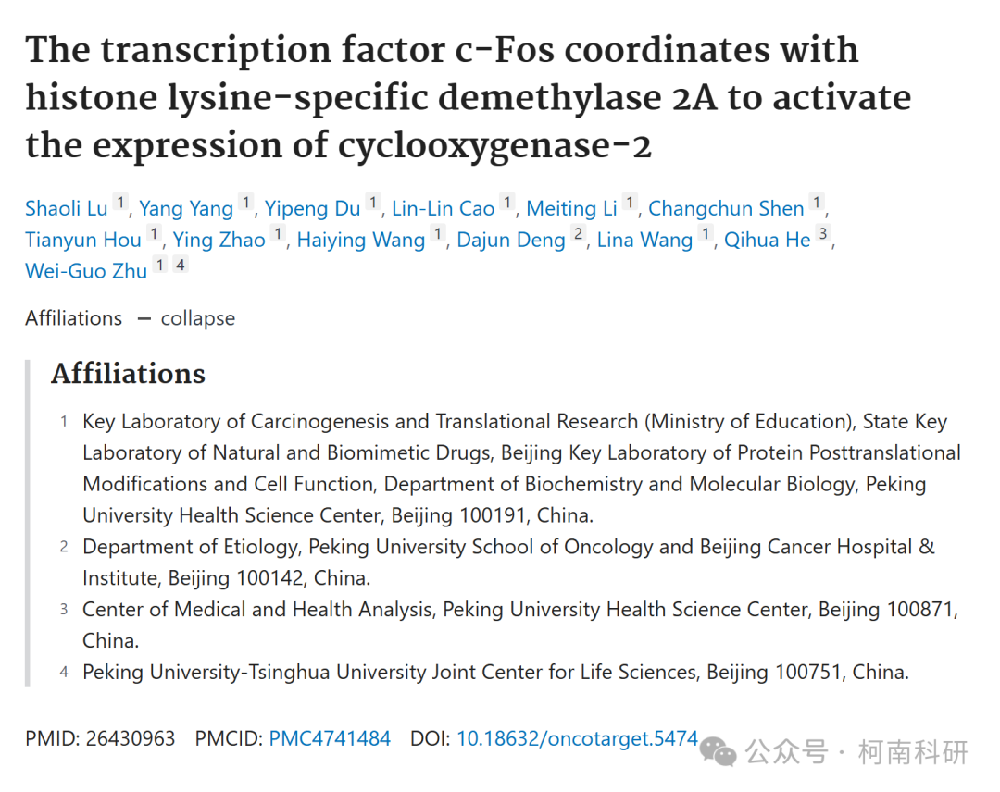 The transcription factor c-Fos coordinates with
histone lysine-specific demethylase 2A to activate
the expression of cyclooxygenase-2
Shaoli Lu 1, Yang Yang 1, Yipeng Du 1, Lin-Lin Cao 1, Meiting Li 1, Changchun Shen 1,
Tianyun Hou 1, Ying Zhao 1, Haiying Wang 1, Dajun Deng 2, Lina Wang 1, Qihua He 3,
Wei-Guo Zhu 1 4
Affiliations — collapse
Affiliations
1 Key Laboratory of Carcinogenesis and Translational Research (Ministry of Education), State Key
Laboratory of Natural and Biomimetic Drugs, Beijing Key Laboratory of Protein Posttranslational
Modifications and Cell Function, Department of Biochemistry and Molecular Biology, Peking
University Health Science Center, Beijing 100191, China.
2 Department of Etiology, Peking University School of Oncology and Beijing Cancer Hospital &
Institute, Beijing 100142, China.
3 Center of Medical and Health Analysis, Peking University Health Science Center, Beijing 100871,
China.
4 Peking University-Tsinghua University Joint Center for Life Sciences, Beijing 100751, China.
PMID: 26430963 PMCID: PMC4741484 DOI: 10.18632/oncotarget.5474
公众号 · 柯南科研